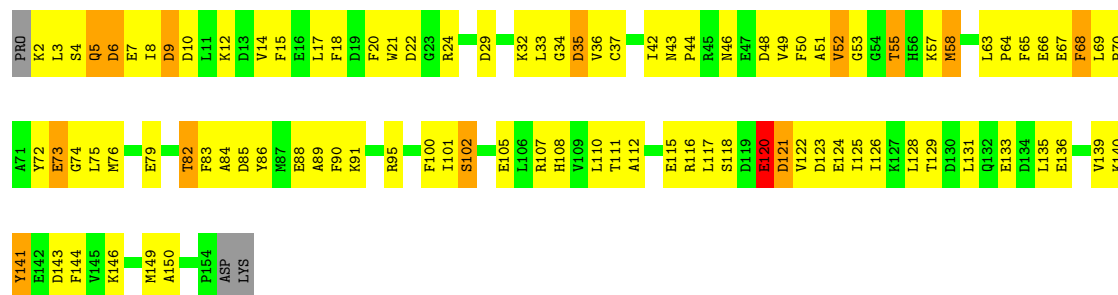 PRO K2 L3 S4 Q5 D6 E7 I8 D9 D10 L11 K12 D13 V14 F15 E16 L17 F18 D19 F20 W21 D22 G23 R24 D29 K32 L33 G34 D35 V36 C37 I42 N43 P44 R45 N46 E47 D48 V49 F50 A51 V52 G53 G54 T55 H56 K57 M58 L63 P64 F65 E66 E67 F68 L69 P70
A71 Y72 E73 G74 L75 M76 E79 T82 F83 A84 D85 Y86 M87 E88 A89 F90 K91 R95 F100 I101 S102 E105 L106 R107 H108 V109 L110 T111 A112 E115 R116 L117 S118 D119 E120 D121 V122 D123 E124 I125 I126 K127 L128 T129 D130 L131 Q132 E133 D134 L135 E136 V139 K140
Y141 E142 D143 F144 V145 K146 M149 A150 P154 ASP LYS